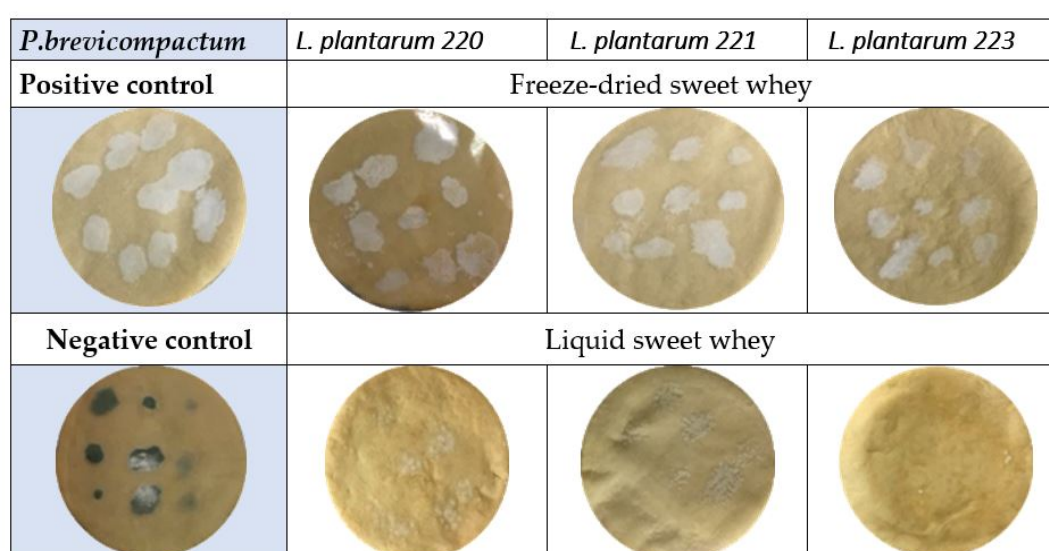 P.brevicompactum L. plantarum 220 L. plantarum 221 L. plantarum 223
Positive control Freeze-dried sweet whey
Negative control Liquid sweet whey